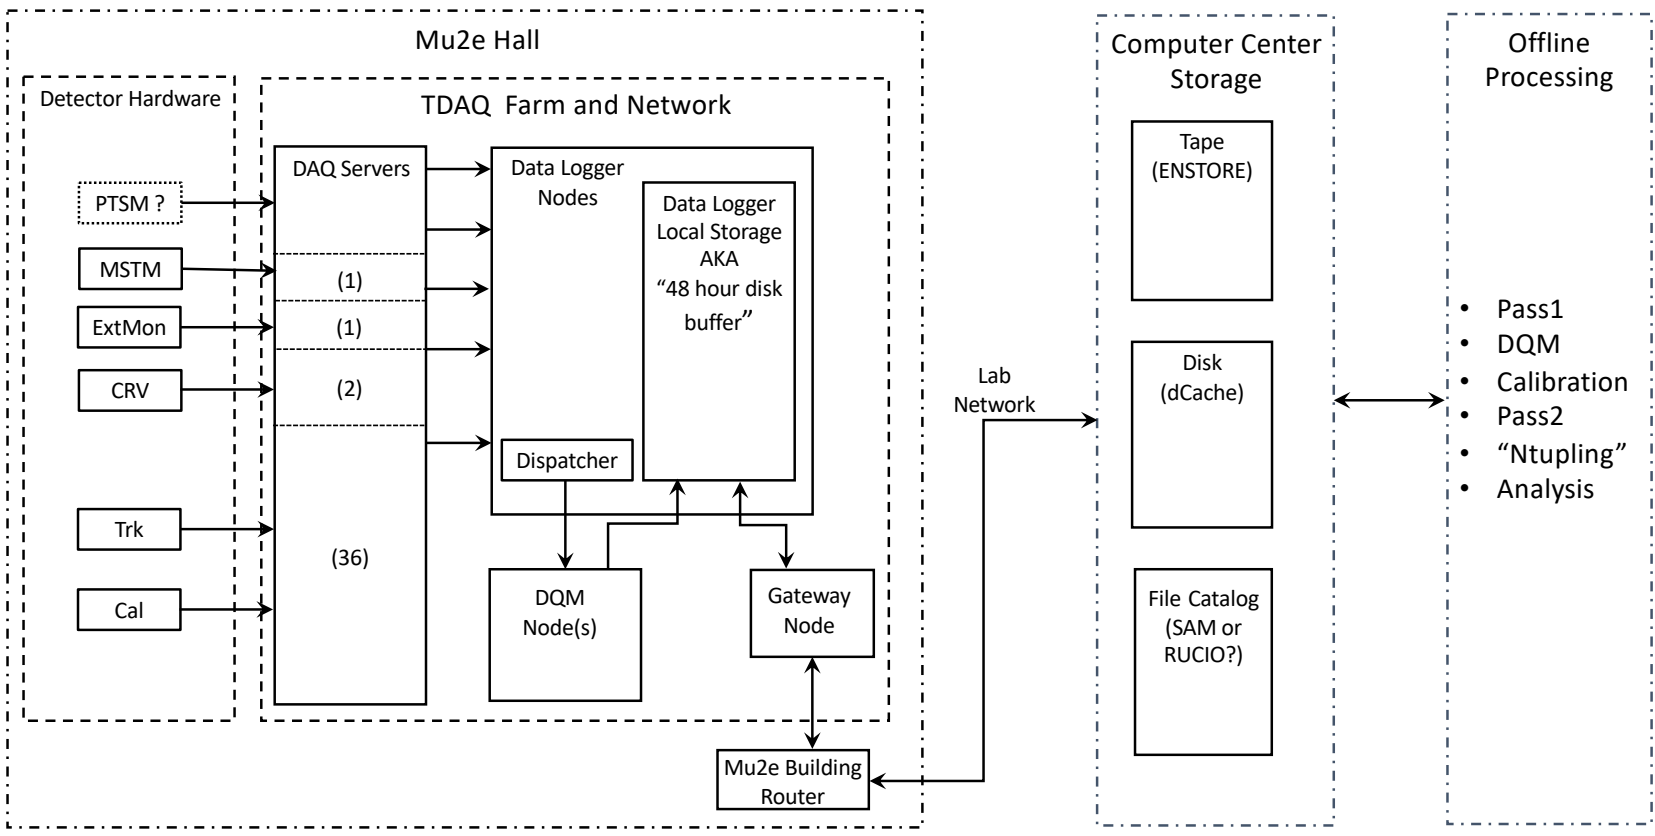 Mu2e Hall
Detector Hardware
PTSM ?
MSTM
ExtMon
CRV
Trk
Cal
TDAQ Farm and Network
DAQ Servers
(1)
(1)
(2)
(36)
Data Logger
Nodes
Data Logger
Local Storage
AKA
“48 hour disk
buffer”
Dispatcher
DQM
Node(s)
Gateway
Node
Mu2e Building
Router
Lab
Network
Computer Center
Storage
Tape
(ENSTORE)
Disk
(dCache)
File Catalog
(SAM or
RUCIO?)
Offline
Processing
• Pass1
• DQM
• Calibration
• Pass2
• “Ntupling”
• Analysis